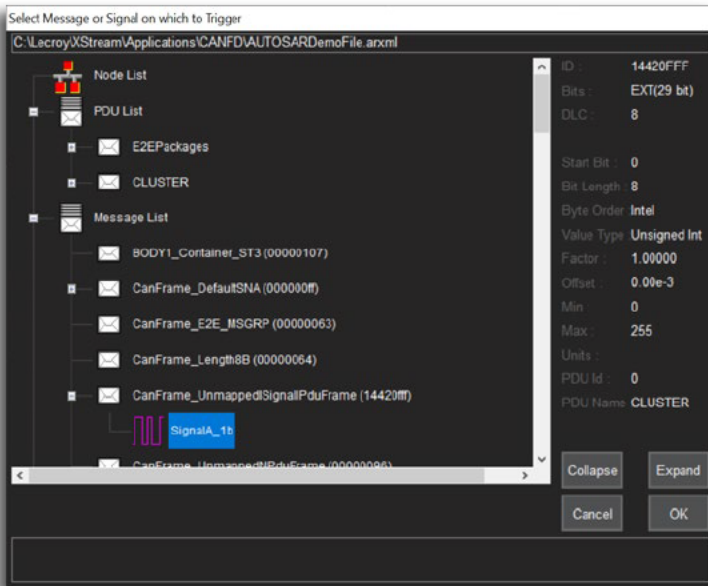 Select Message or Signal on which to Trigger
C:\Lecroy\XStream\Applications\CANFD\AUTOSARDemoFile.arxml
Node List
PDU List
E2EPackages
CLUSTER
Message List
BODY1_Container_ST3 (00000107)
CanFrame_DefaultSNA (000000ff)
CanFrame_E2E_MSGRP (00000063)
CanFrame_Length8B (00000064)
CanFrame_UnmappedISignalIPduFrame (14420fff)
SignalA_1b
CanFrame_UnmappedNPduFrame (00000096)
ID : 14420FFF
Bits : EXT(29 bit)
DLC : 8
Start Bit : 0
Bit Length : 8
Byte Order Intel
Value Type Unsigned Int
Factor : 1.00000
Offset : 0.00e-3
Min 0
Max : 255
Units :
PDU Id : 0
PDU Name CLUSTER
Collapse Expand
Cancel OK